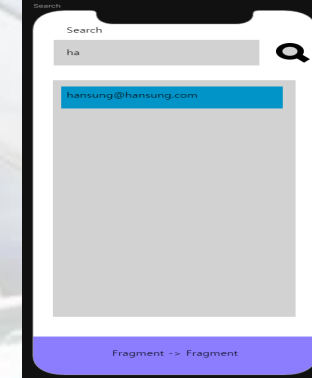 Search
Search
ha
hansung@hansung.com
Fragment -> Fragment